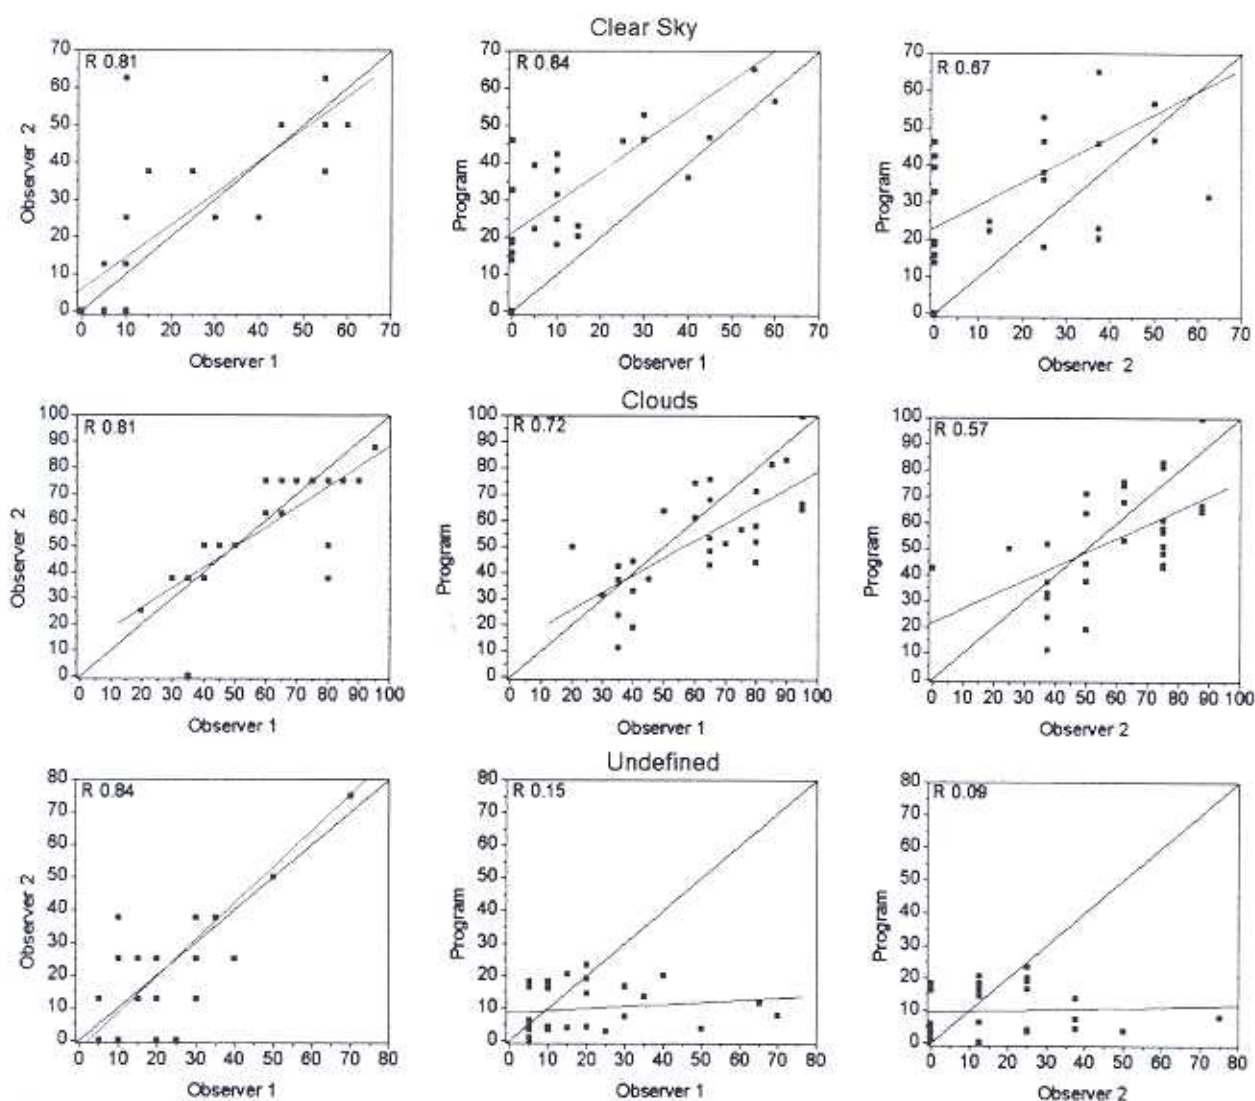 Clear Sky
R 0.81
70
60
50
40
30
20
10
0
Observer 2
0 10 20 30 40 50 60 70
Observer 1
R 0.84
70
60
50
40
30
20
10
0
Program
0 10 20 30 40 50 60 70
Observer 1
R 0.67
70
60
50
40
30
20
10
0
Program
0 10 20 30 40 50 60 70
Observer 2
Clouds
R 0.81
100
90
80
70
60
50
40
30
20
10
0
Observer 2
0 10 20 30 40 50 60 70 80 90 100
Observer 1
R 0.72
100
90
80
70
60
50
40
30
20
10
0
Program
0 10 20 30 40 50 60 70 80 90 100
Observer 1
R 0.57
100
90
80
70
60
50
40
30
20
10
0
Program
0 10 20 30 40 50 60 70 80 90 100
Observer 2
Undefined
R 0.84
80
70
60
50
40
30
20
10
0
Observer 2
0 10 20 30 40 50 60 70 80
Observer 1
R 0.15
80
70
60
50
40
30
20
10
0
Program
0 10 20 30 40 50 60 70 80
Observer 1
R 0.09
80
70
60
50
40
30
20
10
0
Program
0 10 20 30 40 50 60 70 80
Observer 2